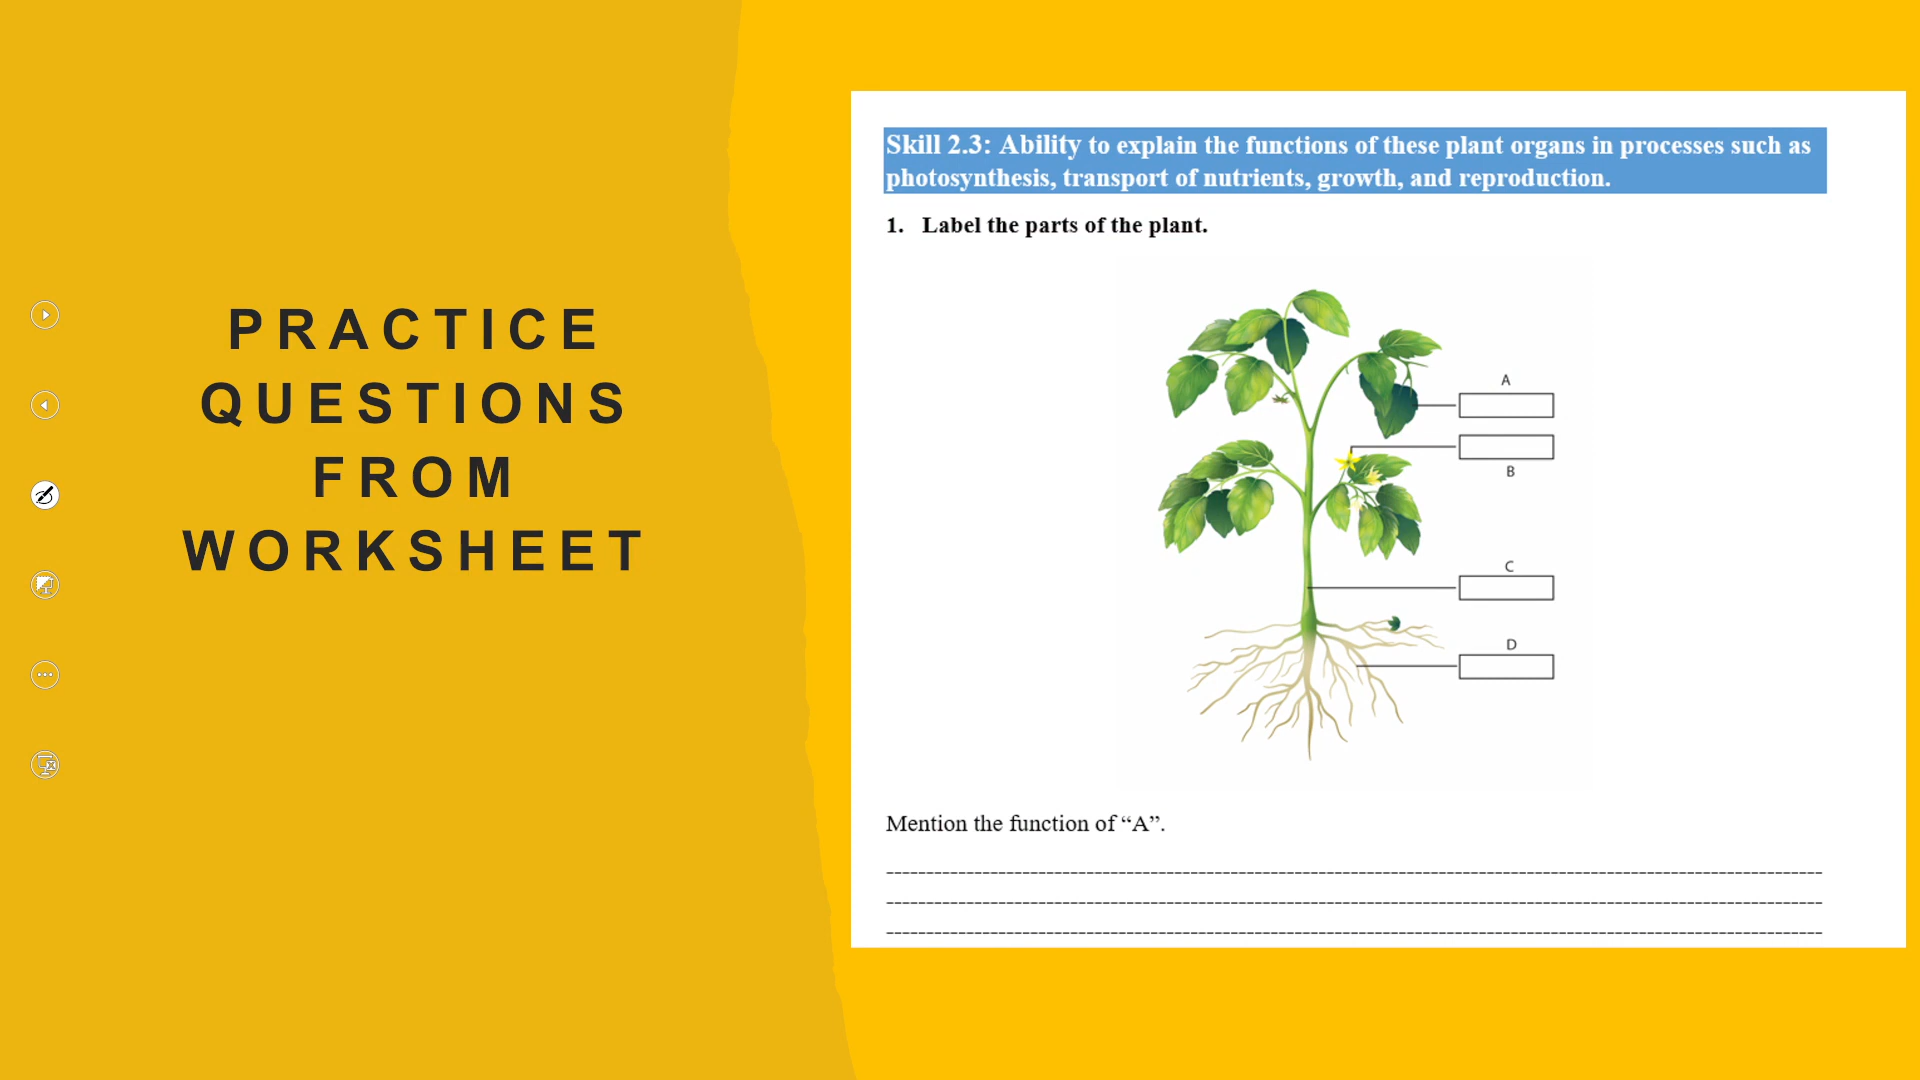 PRACTICE
QUESTIONS
FROM
WORKSHEET
Skill 2.3: Ability to explain the functions of these plant organs in processes such as
photosynthesis, transport of nutrients, growth, and reproduction.
1. Label the parts of the plant.
A
B
C
D
Mention the function of “A”.